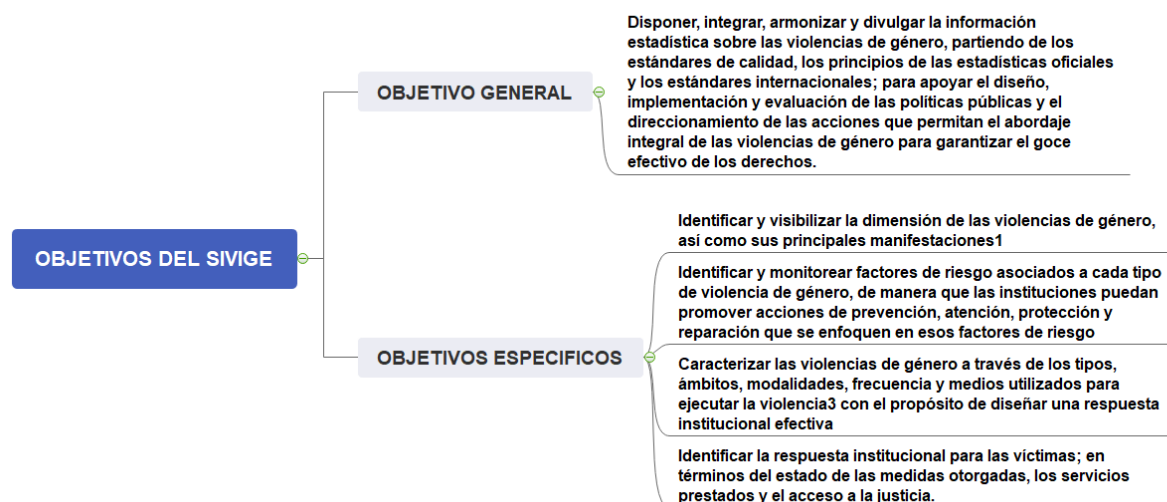 OBJETIVOS DEL SIVIGE
OBJETIVO GENERAL
Disponer, integrar, armonizar y divulgar la información
estadística sobre las violencias de género, partiendo de los
estándares de calidad, los principios de las estadísticas oficiales
y los estándares internacionales; para apoyar el diseño,
implementación y evaluación de las políticas públicas y el
direccionamiento de las acciones que permitan el abordaje
integral de las violencias de género para garantizar el goce
efectivo de los derechos.
OBJETIVOS ESPECIFICOS
Identificar y visibilizar la dimensión de las violencias de género,
así como sus principales manifestaciones1
Identificar y monitorear factores de riesgo asociados a cada tipo
de violencia de género, de manera que las instituciones puedan
promover acciones de prevención, atención, protección y
reparación que se enfoquen en esos factores de riesgo
Caracterizar las violencias de género a través de los tipos,
ámbitos, modalidades, frecuencia y medios utilizados para
ejecutar la violencia3 con el propósito de diseñar una respuesta
institucional efectiva
Identificar la respuesta institucional para las víctimas; en
términos del estado de las medidas otorgadas, los servicios
prestados y el acceso a la justicia.